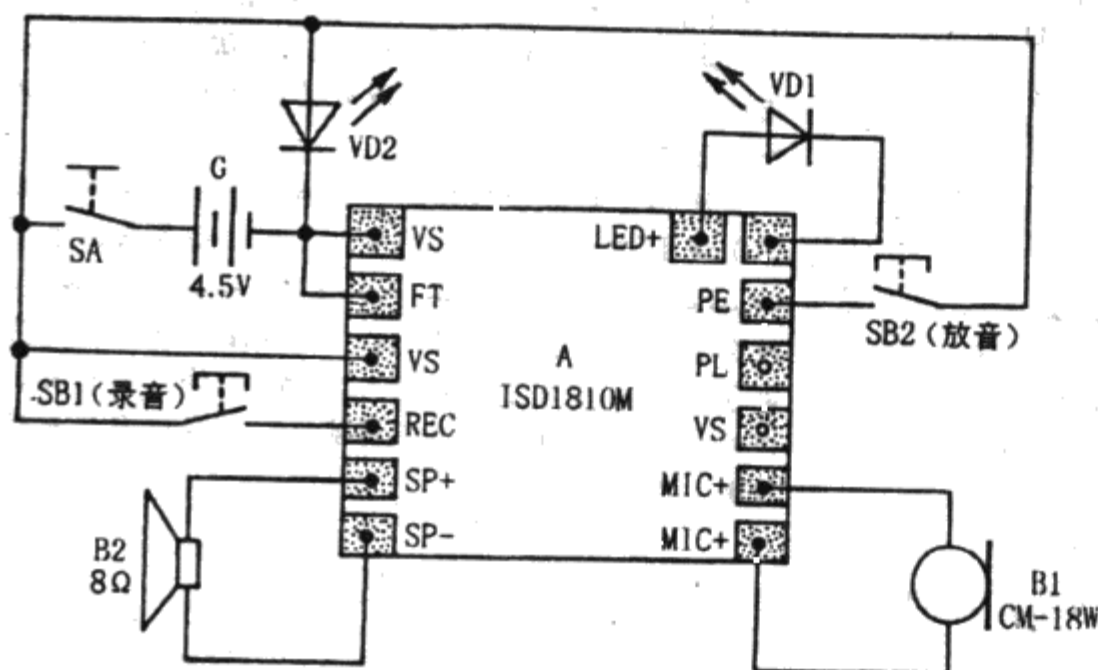 VD1
VD2
G
SA
4.5V
VS
LED+
FT
PE
SB2(放音)
VS
A
PL
SB1(录音)
ISD1810M
REC
VS
SP+
MIC+
SP-
MIC+
B2
8Ω
B1
CM-18W